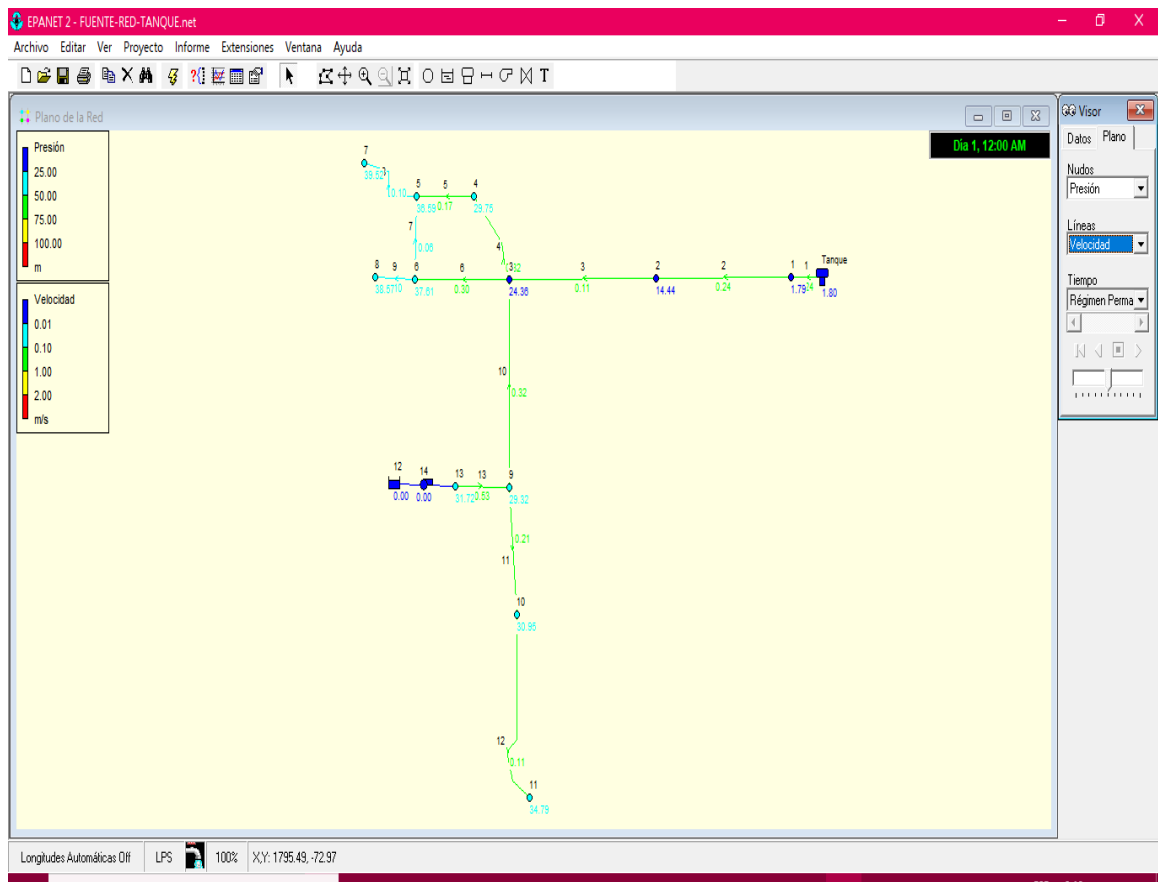 EPANET 2 - FUENTE-RED-TANQUE.net
Archivo Editar Ver Proyecto Informe Extensiones Ventana Ayuda
T
Plano de la Red
Visor
Datos Plano
Nudos
Presión
Líneas
Velocidad
Tiempo
Régimen Perma
Día 1, 12:00 AM
Presión
25.00
50.00
75.00
100.00
m
Velocidad
0.01
0.10
1.00
2.00
m/s
7
39.52
0.10
5 5 4
0.17 29.75
7
4
0.06
8 9 6 6 3 3 2 2 1 1 Tanque
0.30 24.36 0.11 14.44 0.24 1.79 1.80
37.61
10
0.32
12 14 13 13 9
0.00 0.00 31.72 0.53 29.32
0.21
11
10
30.95
12
0.11
11
34.79
Longitudes Automáticas Off LPS 100% X,Y: 1795.49, -72.97